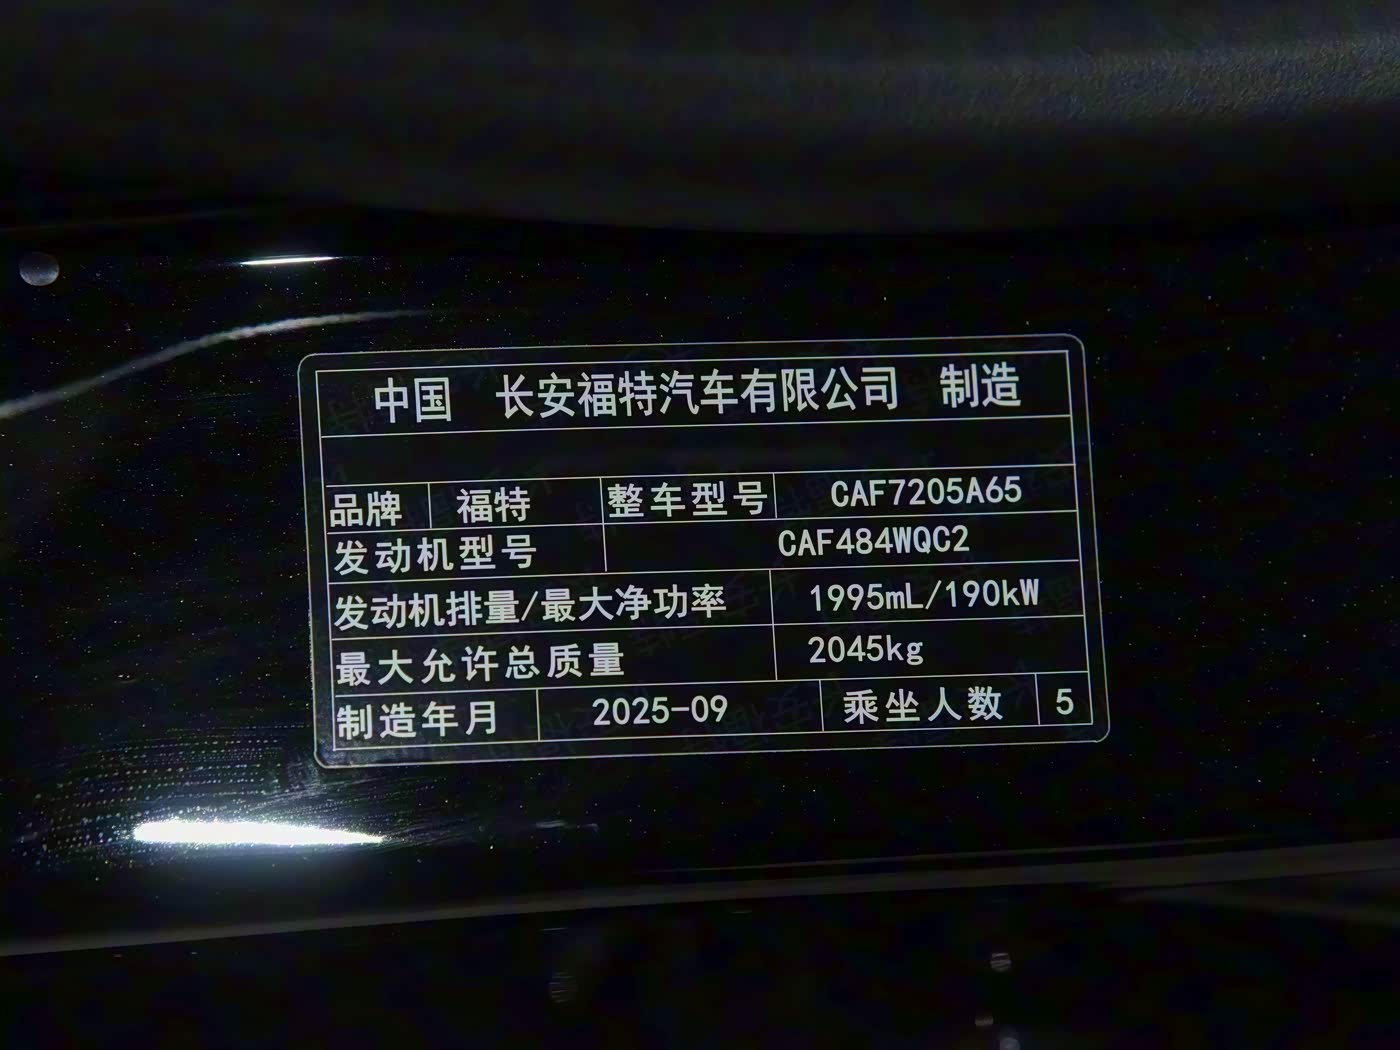 中国 长安福特汽车有限公司 制造
品牌 福特 整车型号 CAF7205A65
发动机型号 CAF484WQC2
发动机排量/最大净功率 1995mL/190kW
最大允许总质量 2045kg
制造年月 2025-09 乘坐人数 5